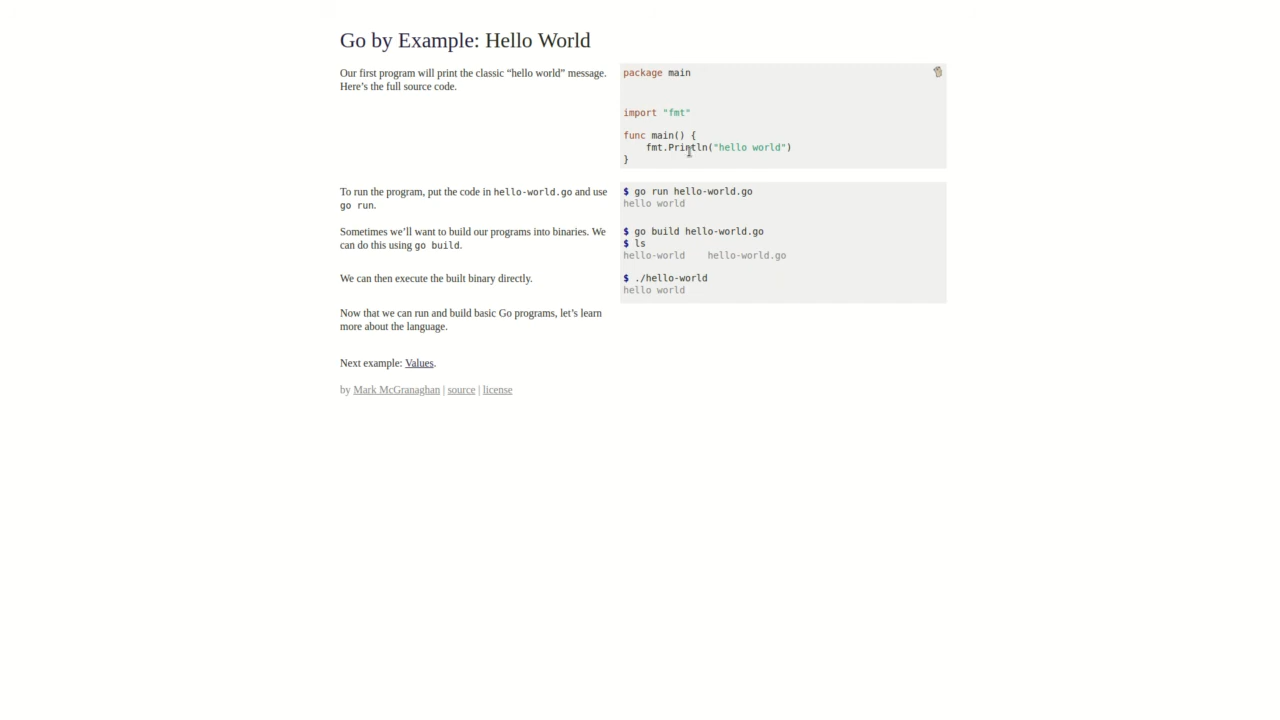 Go by Example: Hello World
Our first program will print the classic “hello world” message.
Here’s the full source code.
package main
import "fmt"
func main() {
    fmt.Println("hello world")
}
To run the program, put the code in hello-world.go and use
go run.
$ go run hello-world.go
hello world
Sometimes we’ll want to build our programs into binaries. We
can do this using go build.
$ go build hello-world.go
$ ls
hello-world    hello-world.go
We can then execute the built binary directly.
$ ./hello-world
hello world
Now that we can run and build basic Go programs, let’s learn
more about the language.
Next example: Values.
by Mark McGranaghan | source | license